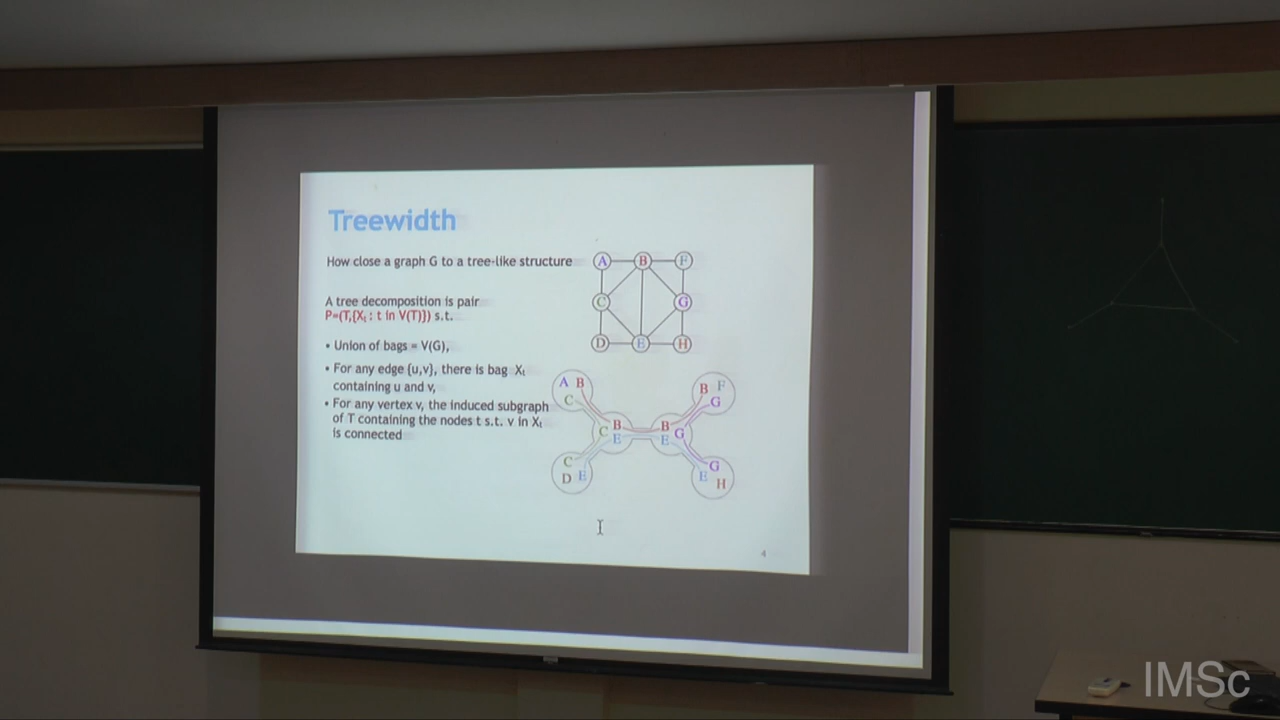 Treewidth
How close a graph G to a tree-like structure
A tree decomposition is pair
P=(T,{Xₜ : t in V(T)}) s.t.
• Union of bags = V(G),
• For any edge {u,v}, there is bag Xₜ
containing u and v,
• For any vertex v, the induced subgraph
of T containing the nodes t s.t. v in Xₜ
is connected
A B F
C G
D E H
A B
C
B F
G
C B
E
B
E G
C
D E
G
E H
4
IMSc